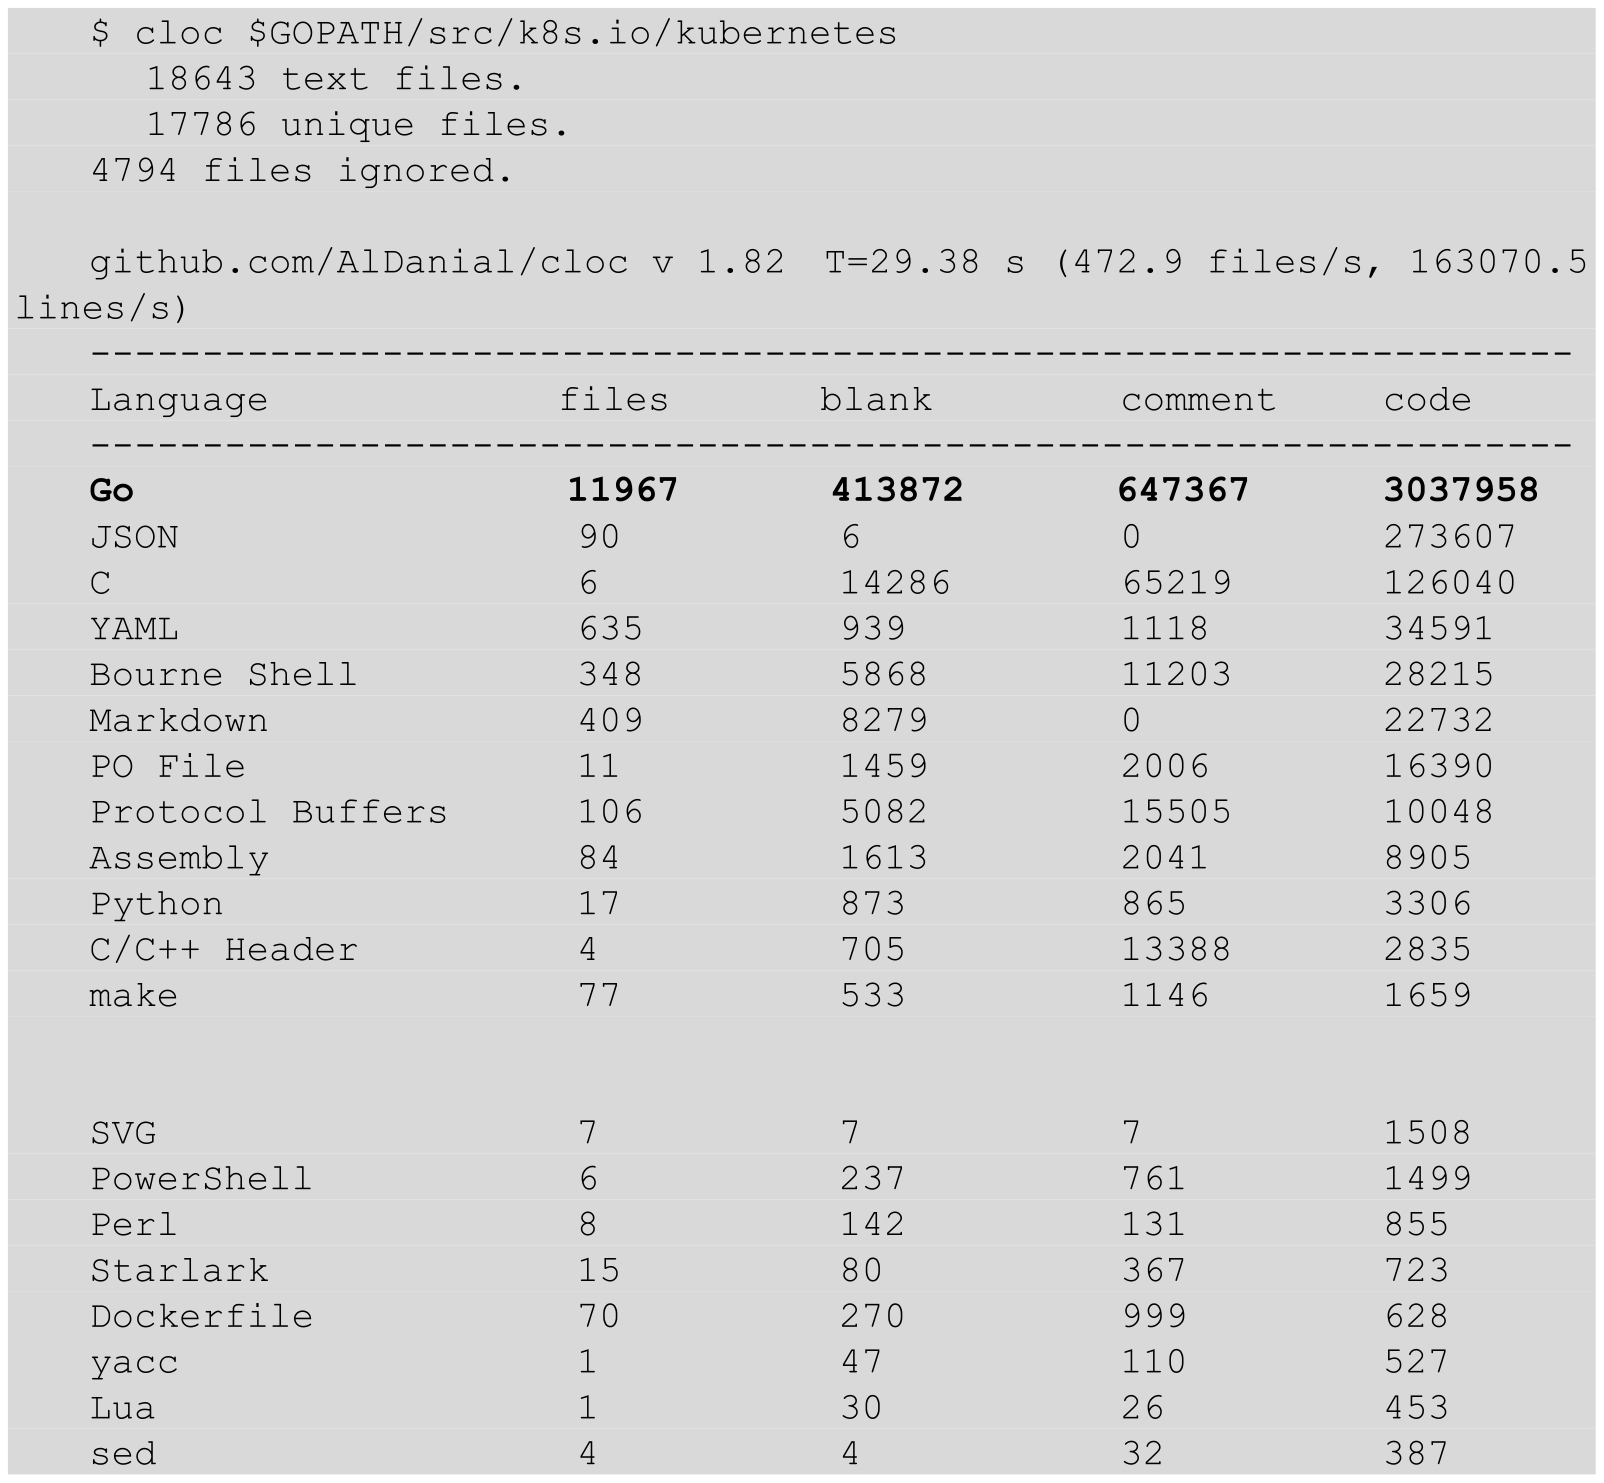 $ cloc $GOPATH/src/k8s.io/kubernetes
18643 text files.
17786 unique files.
4794 files ignored.
github.com/AlDanial/cloc v 1.82  T=29.38 s (472.9 files/s, 163070.5
lines/s)
------------------------------------------------------------------
Language files blank comment code
------------------------------------------------------------------
Go 11967 413872 647367 3037958
JSON 90 6 0 273607
C 6 14286 65219 126040
YAML 635 939 1118 34591
Bourne Shell 348 5868 11203 28215
Markdown 409 8279 0 22732
PO File 11 1459 2006 16390
Protocol Buffers 106 5082 15505 10048
Assembly 84 1613 2041 8905
Python 17 873 865 3306
C/C++ Header 4 705 13388 2835
make 77 533 1146 1659
SVG 7 7 7 1508
PowerShell 6 237 761 1499
Perl 8 142 131 855
Starlark 15 80 367 723
Dockerfile 70 270 999 628
yacc 1 47 110 527
Lua 1 30 26 453
sed 4 4 32 387